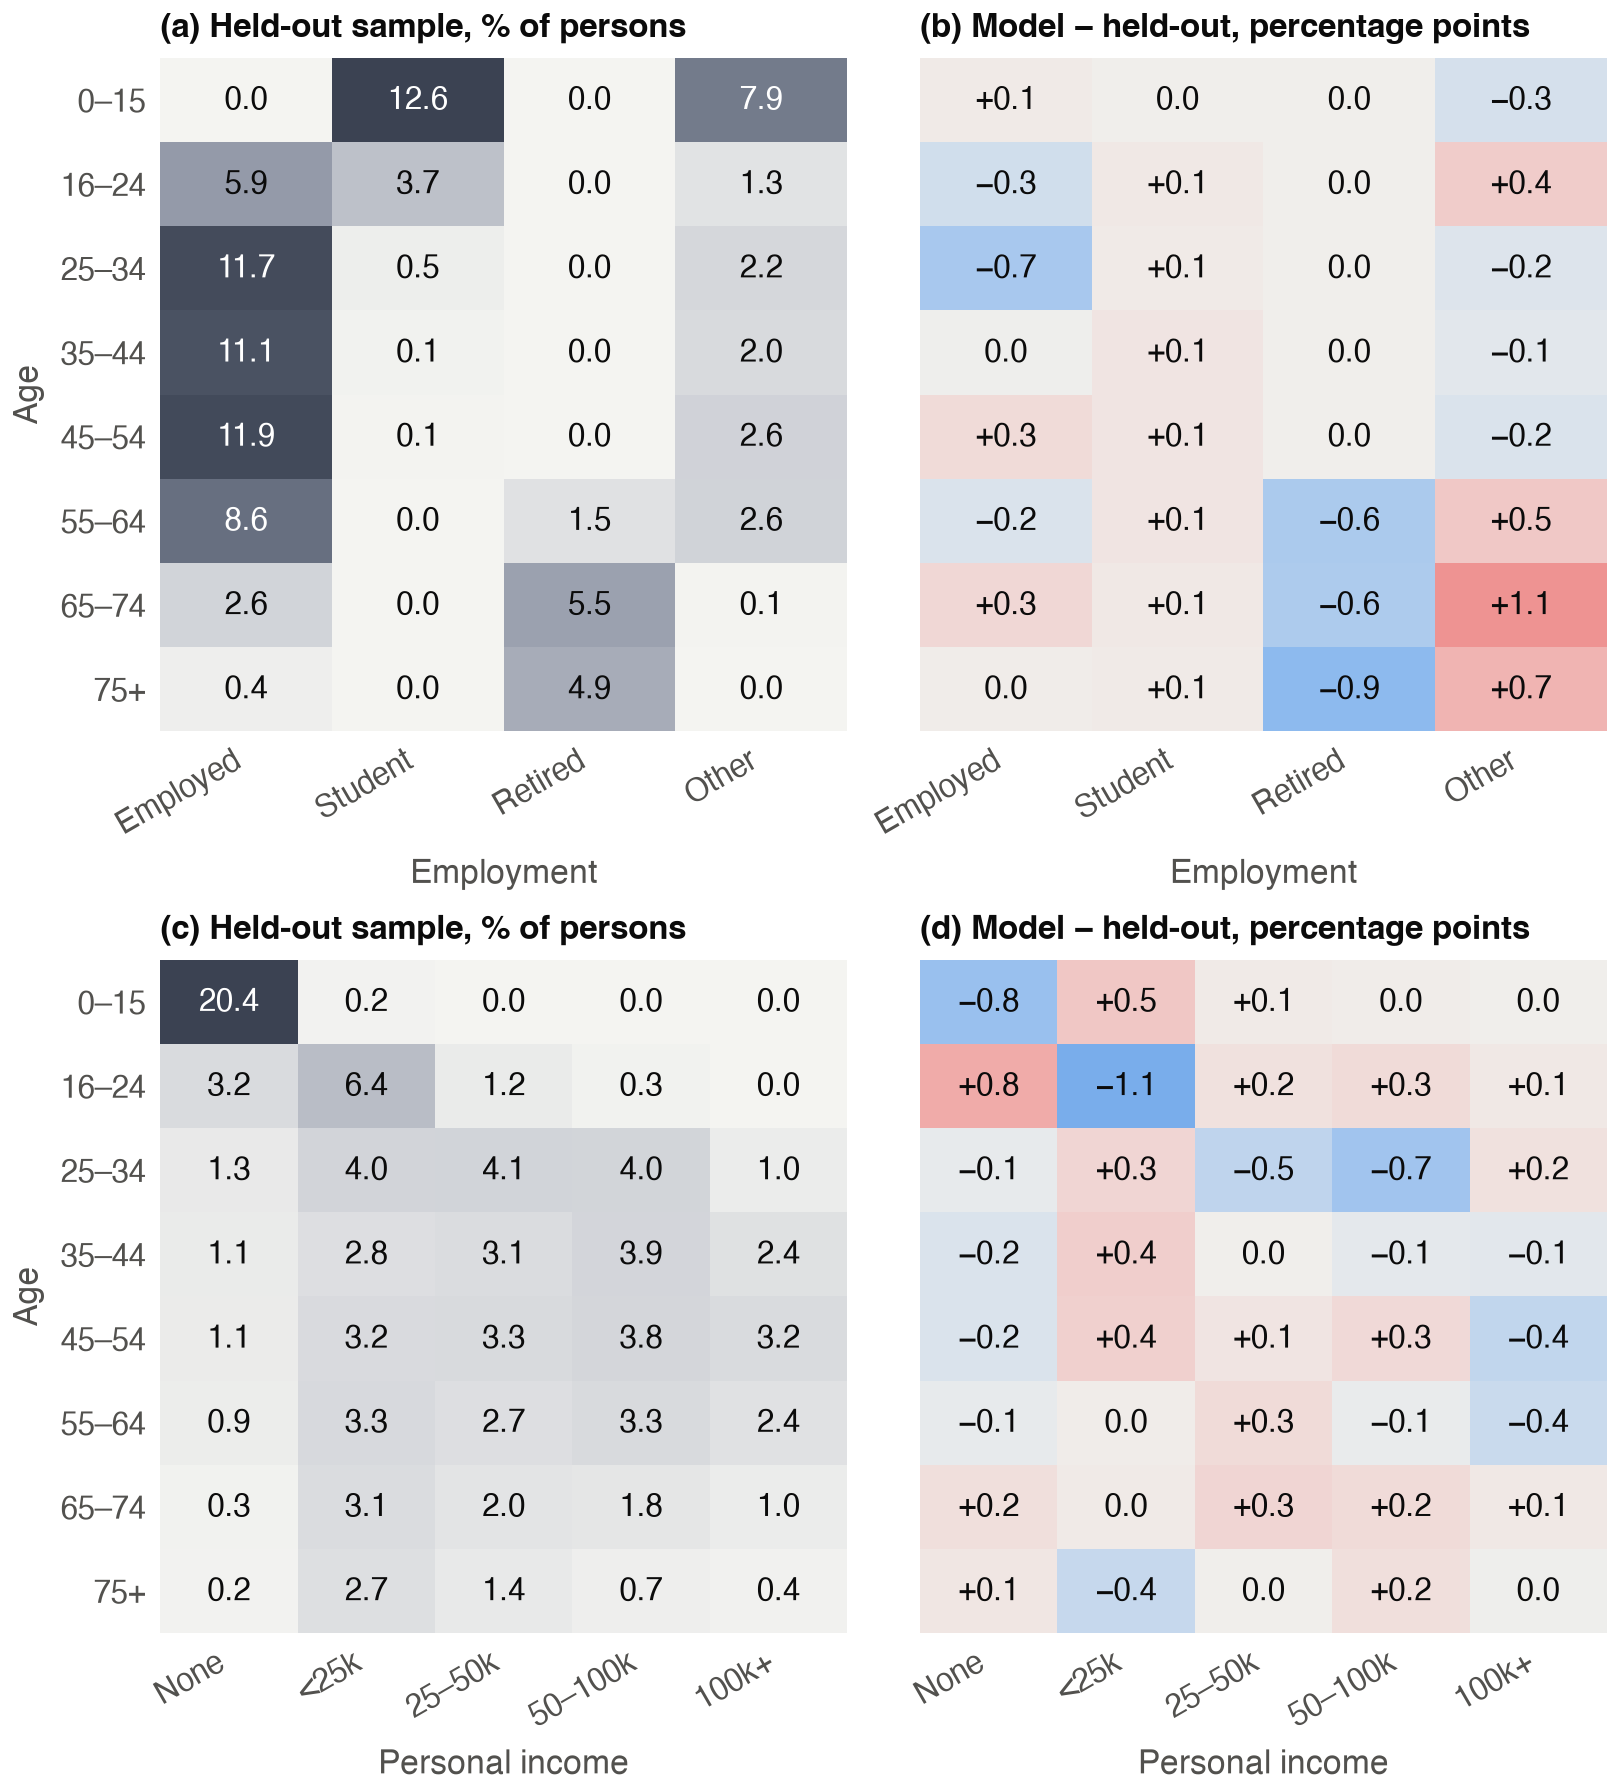 (a) Held-out sample, % of persons
(b) Model – held-out, percentage points
0–15 0.0 12.6 0.0 7.9 +0.1 0.0 0.0 −0.3
16–24 5.9 3.7 0.0 1.3 −0.3 +0.1 0.0 +0.4
25–34 11.7 0.5 0.0 2.2 −0.7 +0.1 0.0 −0.2
35–44 11.1 0.1 0.0 2.0 0.0 +0.1 0.0 −0.1
Age
45–54 11.9 0.1 0.0 2.6 +0.3 +0.1 0.0 −0.2
55–64 8.6 0.0 1.5 2.6 −0.2 +0.1 −0.6 +0.5
65–74 2.6 0.0 5.5 0.1 +0.3 +0.1 −0.6 +1.1
75+ 0.4 0.0 4.9 0.0 0.0 +0.1 −0.9 +0.7
Employed Student Retired Other Employed Student Retired Other
Employment Employment
(c) Held-out sample, % of persons
(d) Model – held-out, percentage points
0–15 20.4 0.2 0.0 0.0 0.0 −0.8 +0.5 +0.1 0.0 0.0
16–24 3.2 6.4 1.2 0.3 0.0 +0.8 −1.1 +0.2 +0.3 +0.1
25–34 1.3 4.0 4.1 4.0 1.0 −0.1 +0.3 −0.5 −0.7 +0.2
35–44 1.1 2.8 3.1 3.9 2.4 −0.2 +0.4 0.0 −0.1 −0.1
Age
45–54 1.1 3.2 3.3 3.8 3.2 −0.2 +0.4 +0.1 +0.3 −0.4
55–64 0.9 3.3 2.7 3.3 2.4 −0.1 0.0 +0.3 −0.1 −0.4
65–74 0.3 3.1 2.0 1.8 1.0 +0.2 0.0 +0.3 +0.2 +0.1
75+ 0.2 2.7 1.4 0.7 0.4 +0.1 −0.4 0.0 +0.2 0.0
None <25k 25–50k 50–100k 100k+ None <25k 25–50k 50–100k 100k+
Personal income Personal income